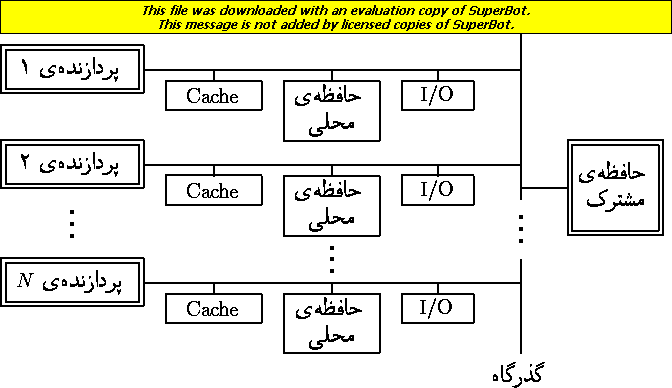 This file was downloaded with an evaluation copy of SuperBot.
This message is not added by licensed copies of SuperBot.
پردازنده‌ی ۱
Cache
حافظه‌ی
محلی
I/O
پردازنده‌ی ۲
Cache
حافظه‌ی
محلی
I/O
حافظه‌ی
مشترک
پردازنده‌ی N
Cache
حافظه‌ی
محلی
I/O
گذرگاه